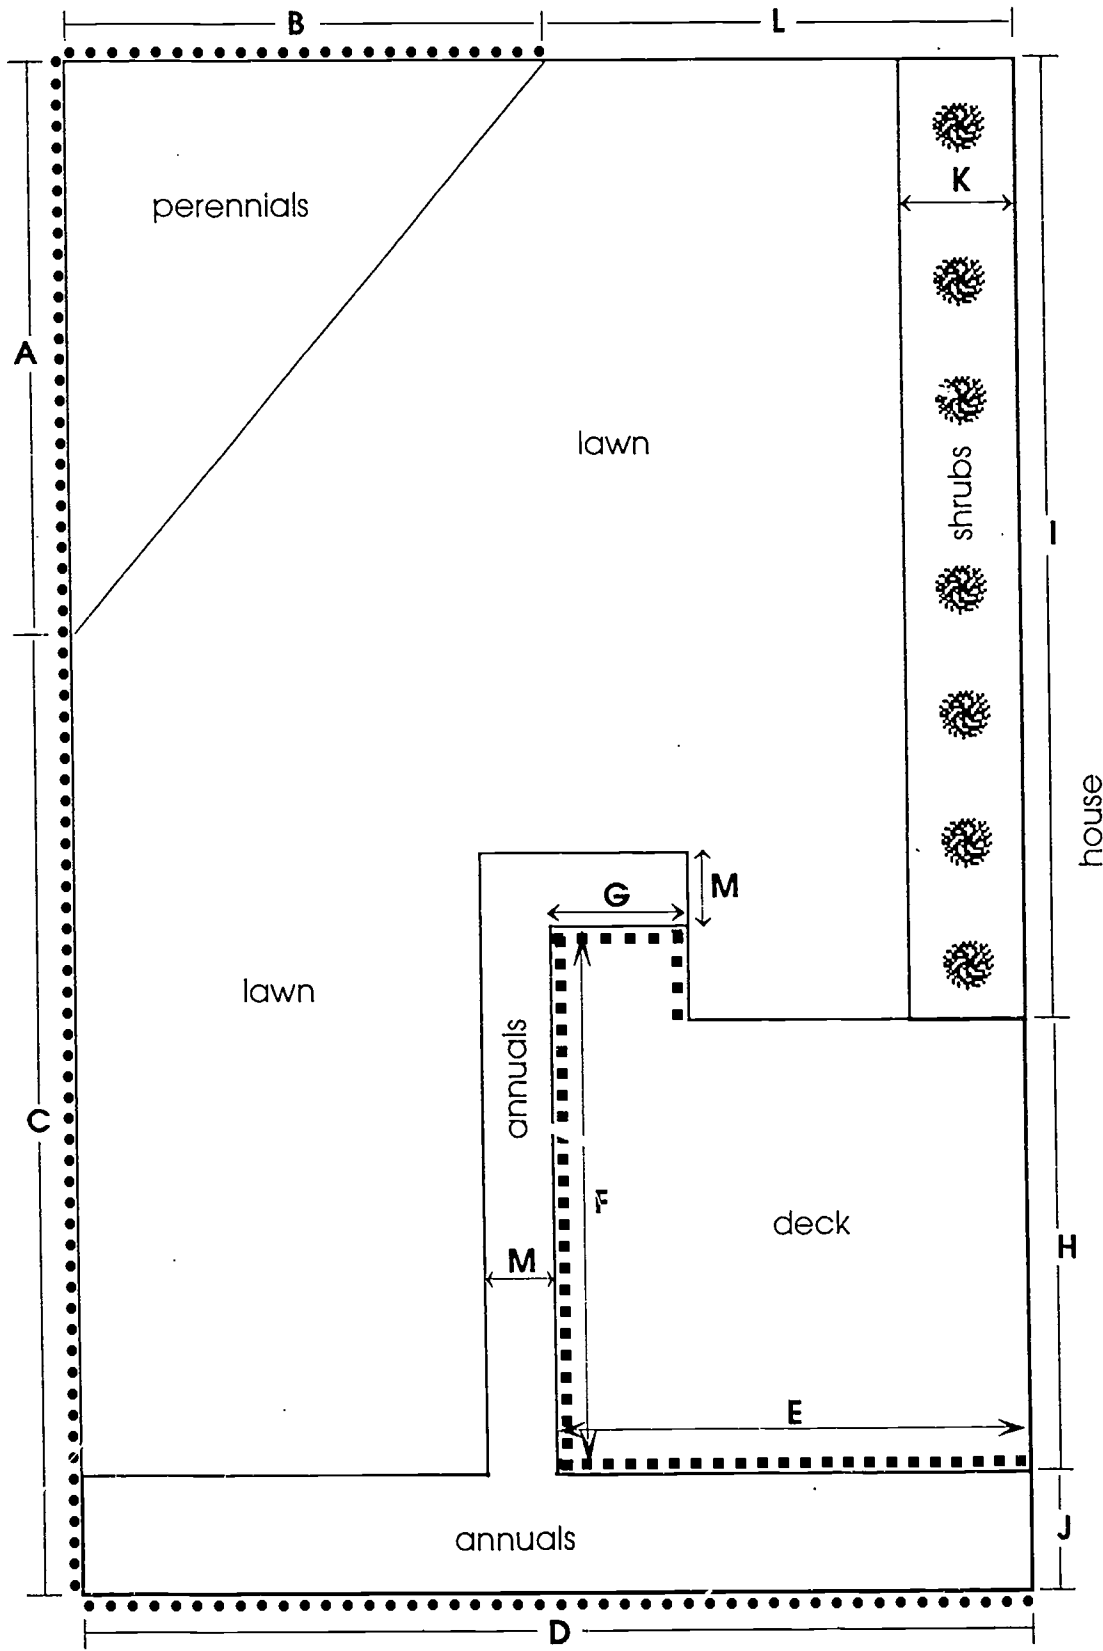 B
L
perennials
K
A
lawn
shrubs
I
house
M
G
lawn
annuals
C
F
deck
H
M
E
annuals
J
D